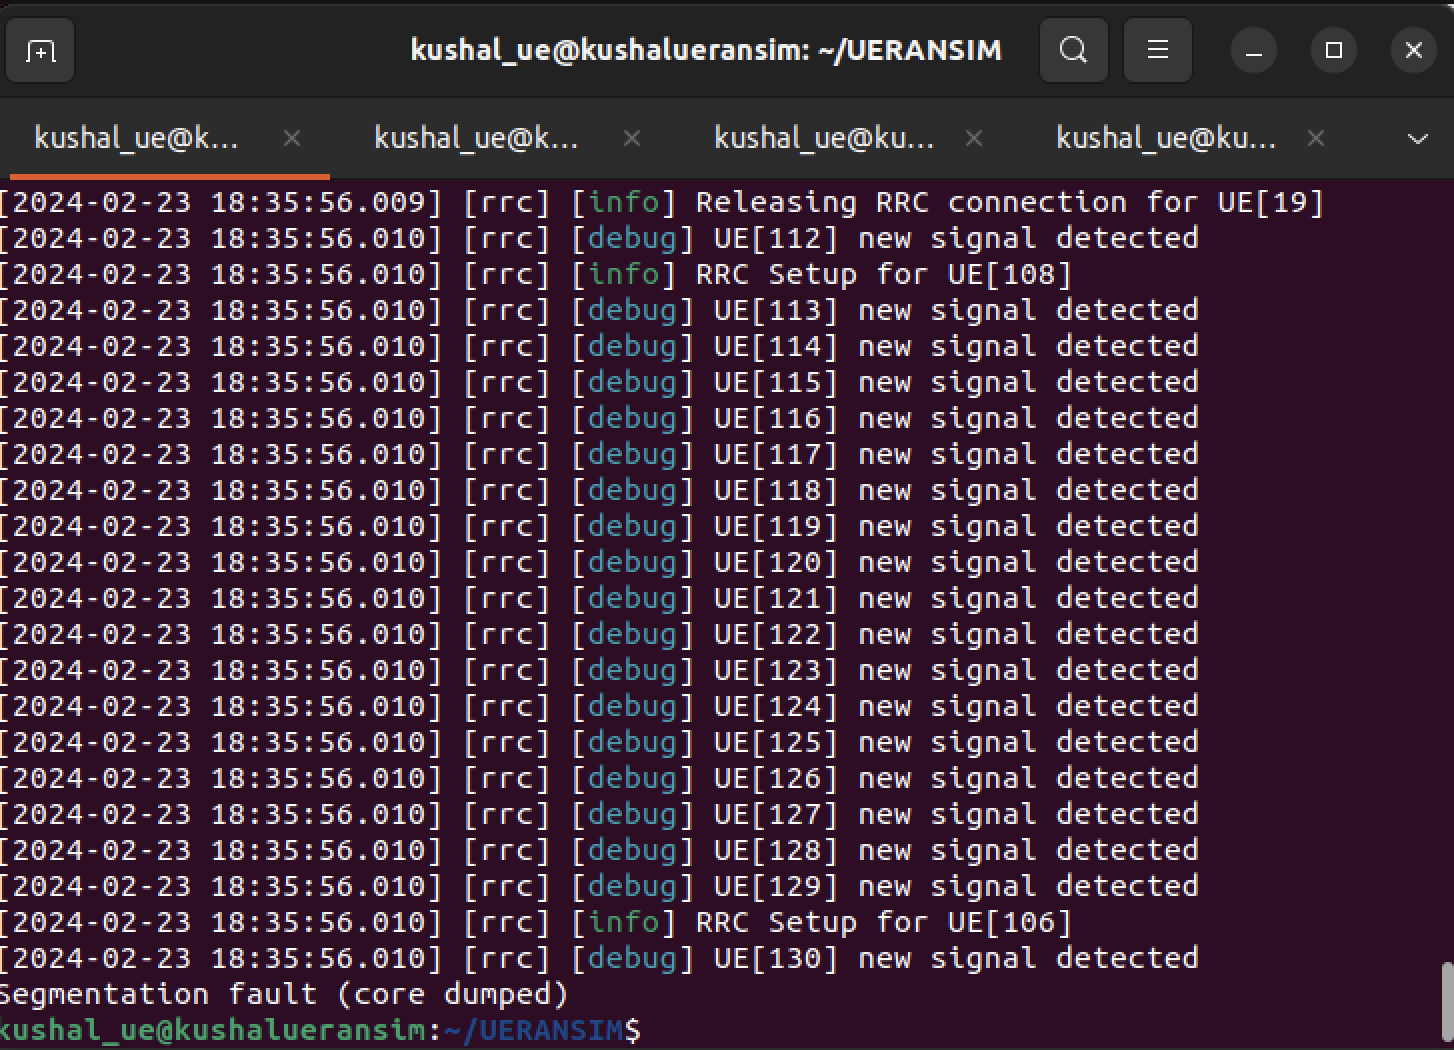 kushal_ue@kushalueransim: ~/UERANSIM
kushal_ue@k... kushal_ue@k... kushal_ue@ku... kushal_ue@ku...
[2024-02-23 18:35:56.009] [rrc] [info] Releasing RRC connection for UE[19]
[2024-02-23 18:35:56.010] [rrc] [debug] UE[112] new signal detected
[2024-02-23 18:35:56.010] [rrc] [info] RRC Setup for UE[108]
[2024-02-23 18:35:56.010] [rrc] [debug] UE[113] new signal detected
[2024-02-23 18:35:56.010] [rrc] [debug] UE[114] new signal detected
[2024-02-23 18:35:56.010] [rrc] [debug] UE[115] new signal detected
[2024-02-23 18:35:56.010] [rrc] [debug] UE[116] new signal detected
[2024-02-23 18:35:56.010] [rrc] [debug] UE[117] new signal detected
[2024-02-23 18:35:56.010] [rrc] [debug] UE[118] new signal detected
[2024-02-23 18:35:56.010] [rrc] [debug] UE[119] new signal detected
[2024-02-23 18:35:56.010] [rrc] [debug] UE[120] new signal detected
[2024-02-23 18:35:56.010] [rrc] [debug] UE[121] new signal detected
[2024-02-23 18:35:56.010] [rrc] [debug] UE[122] new signal detected
[2024-02-23 18:35:56.010] [rrc] [debug] UE[123] new signal detected
[2024-02-23 18:35:56.010] [rrc] [debug] UE[124] new signal detected
[2024-02-23 18:35:56.010] [rrc] [debug] UE[125] new signal detected
[2024-02-23 18:35:56.010] [rrc] [debug] UE[126] new signal detected
[2024-02-23 18:35:56.010] [rrc] [debug] UE[127] new signal detected
[2024-02-23 18:35:56.010] [rrc] [debug] UE[128] new signal detected
[2024-02-23 18:35:56.010] [rrc] [debug] UE[129] new signal detected
[2024-02-23 18:35:56.010] [rrc] [info] RRC Setup for UE[106]
[2024-02-23 18:35:56.010] [rrc] [debug] UE[130] new signal detected
Segmentation fault (core dumped)
kushal_ue@kushalueransim:~/UERANSIM$